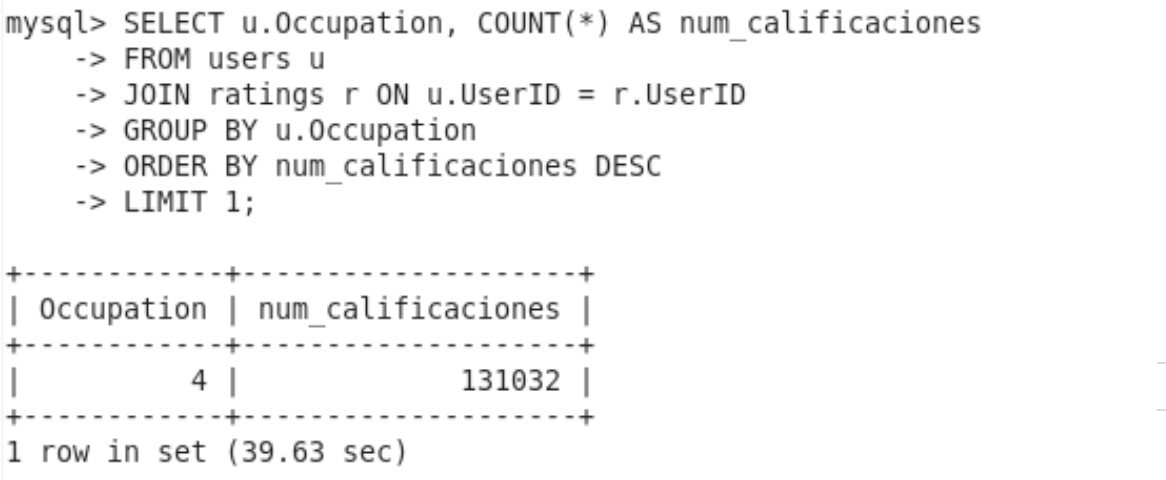 mysql> SELECT u.Occupation, COUNT(*) AS num_calificaciones
    -> FROM users u
    -> JOIN ratings r ON u.UserID = r.UserID
    -> GROUP BY u.Occupation
    -> ORDER BY num_calificaciones DESC
    -> LIMIT 1;

+------------+--------------------+
| Occupation | num_calificaciones |
+------------+--------------------+
|          4 |             131032 |
+------------+--------------------+
1 row in set (39.63 sec)